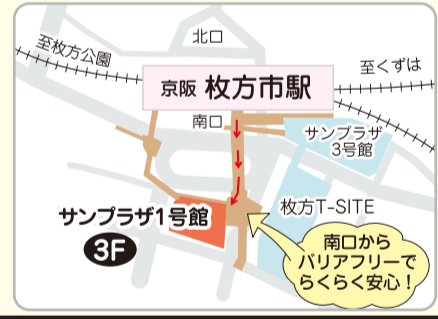 至枚方公園
北口
至くずは
京阪 枚方市駅
南口
サンプラザ
3号館
サンプラザ1号館
3F
枚方T-SITE
南口から
バリアフリーで
らくらく安心!